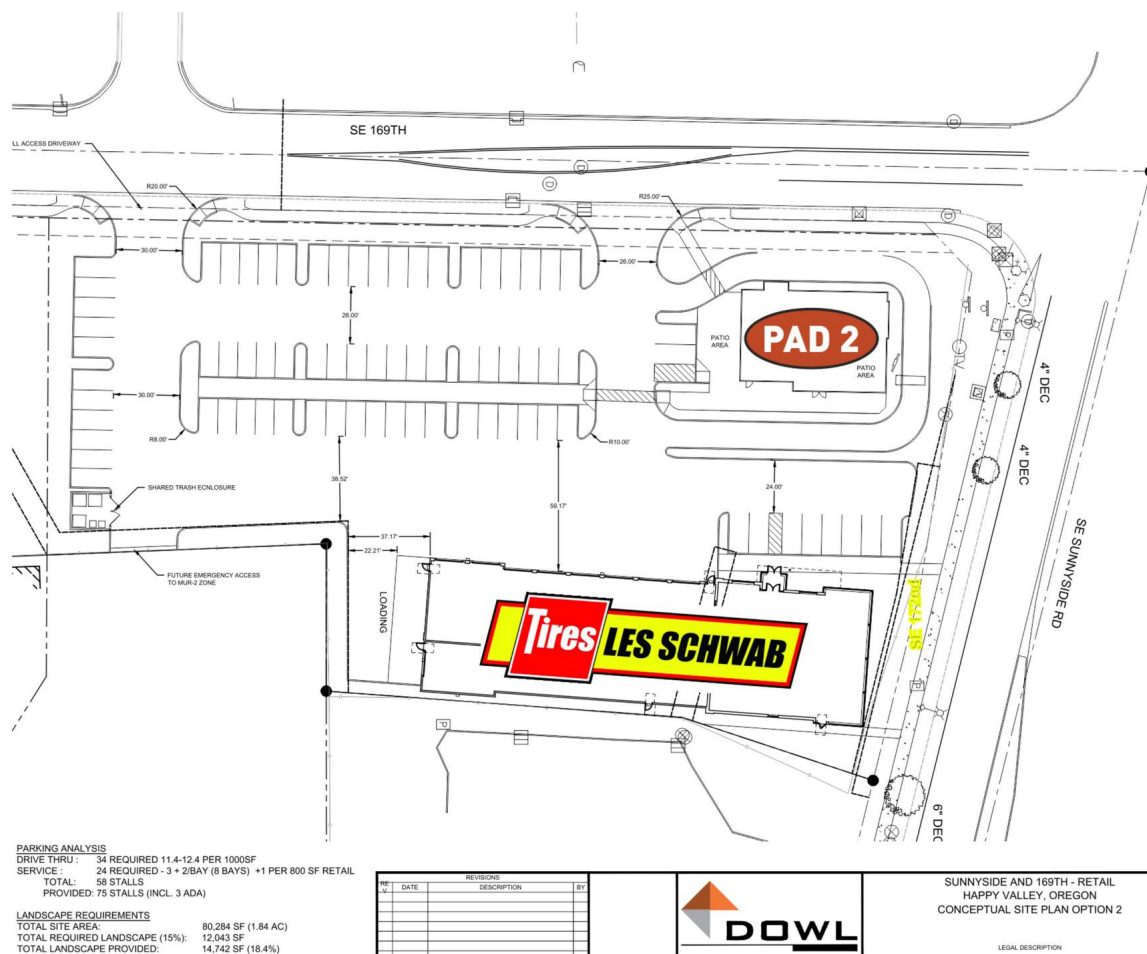 SE 169TH
LL ACCESS DRIVEWAY
R20.00'
R25.00'
30.00'
26.00'
26.00'
PATIO
AREA
PAD 2
PATIO
AREA
4" DEC
30.00'
R8.00'
R10.00'
4" DEC
38.52'
59.17'
24.00'
SHARED TRASH ECNLOSURE
SE SUNNYSIDE RD
37.17'
22.21'
FUTURE EMERGENCY ACCESS
TO MUR-2 ZONE
LOADING
Tires LES SCHWAB
SE 172nd
P
P
P
6" DEC
PARKING ANALYSIS
DRIVE THRU : 34 REQUIRED 11.4-12.4 PER 1000SF
SERVICE : 24 REQUIRED - 3 + 2/BAY (8 BAYS) +1 PER 800 SF RETAIL
TOTAL: 58 STALLS
PROVIDED: 75 STALLS (INCL. 3 ADA)
LANDSCAPE REQUIREMENTS
TOTAL SITE AREA: 80,284 SF (1.84 AC)
TOTAL REQUIRED LANDSCAPE (15%): 12,043 SF
TOTAL LANDSCAPE PROVIDED: 14,742 SF (18.4%)
REVISIONS
RE
V
DATE DESCRIPTION BY
DOWL
SUNNYSIDE AND 169TH - RETAIL
HAPPY VALLEY, OREGON
CONCEPTUAL SITE PLAN OPTION 2
LEGAL DESCRIPTION